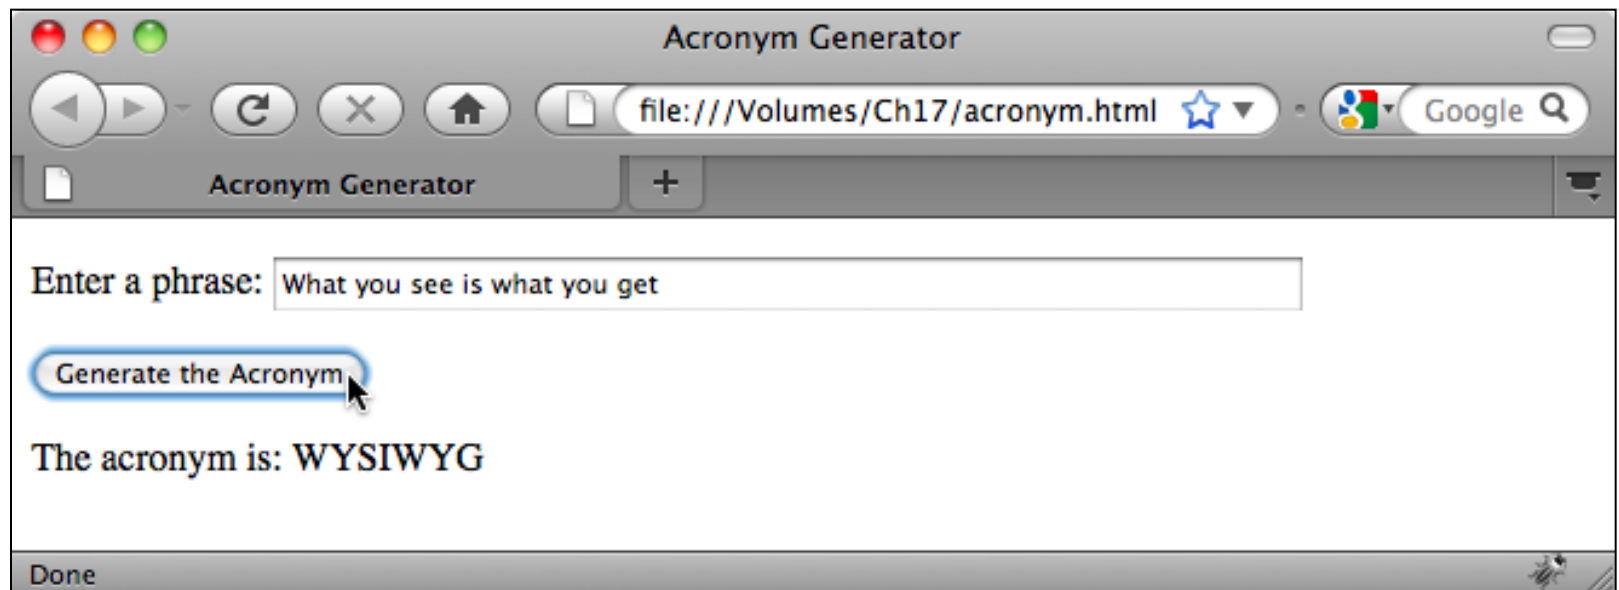 Acronym Generator
file:///Volumes/Ch17/acronym.html
Google
Acronym Generator
Enter a phrase: What you see is what you get
Generate the Acronym
The acronym is: WYSIWYG
Done